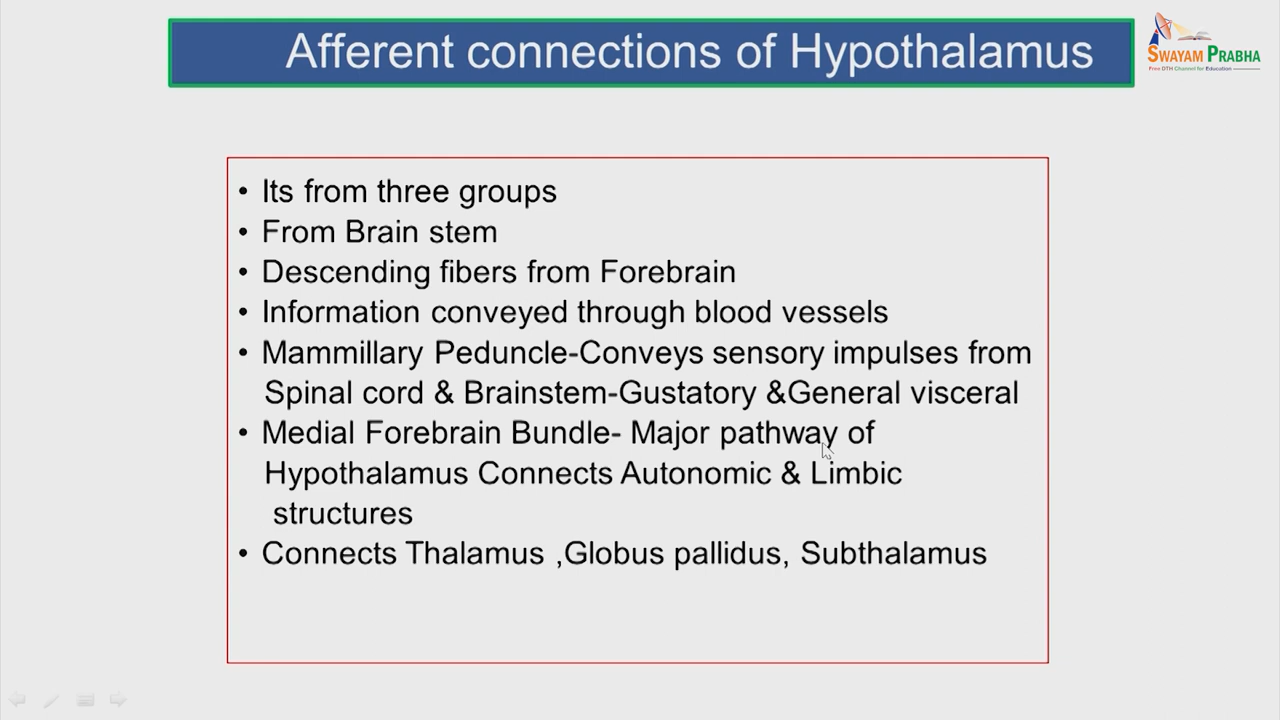 Afferent connections of Hypothalamus
SWAYAM PRABHA
Free DTH Channel for Education
• Its from three groups
• From Brain stem
• Descending fibers from Forebrain
• Information conveyed through blood vessels
• Mammillary Peduncle-Conveys sensory impulses from
Spinal cord & Brainstem-Gustatory &General visceral
• Medial Forebrain Bundle- Major pathway of
Hypothalamus Connects Autonomic & Limbic
structures
• Connects Thalamus ,Globus pallidus, Subthalamus